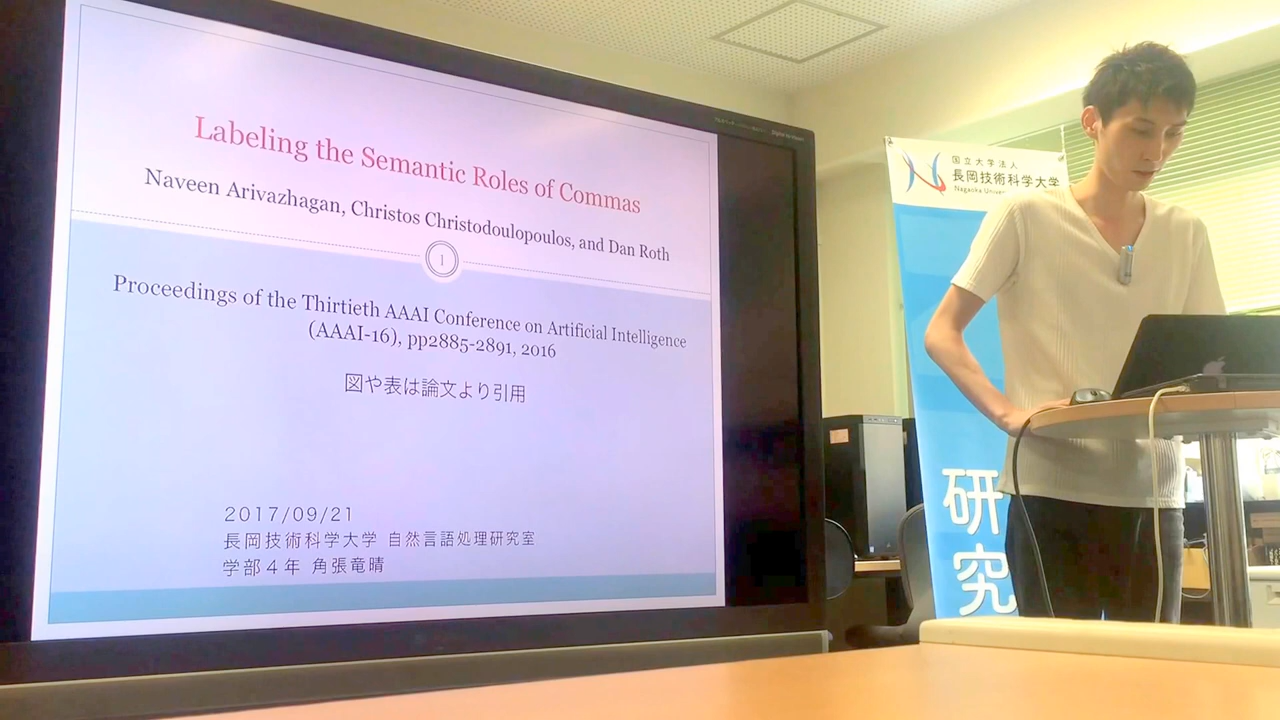 Labeling the Semantic Roles of Commas
Naveen Arivazhagan, Christos Christodoulopoulos, and Dan Roth
1
Proceedings of the Thirtieth AAAI Conference on Artificial Intelligence
(AAAI-16), pp2885-2891, 2016
図や表は論文より引用
2017/09/21
長岡技術科学大学 自然言語処理研究室
学部４年 角張竜晴
国立大学法人
長岡技術科学大学
Nagaoka
研
究